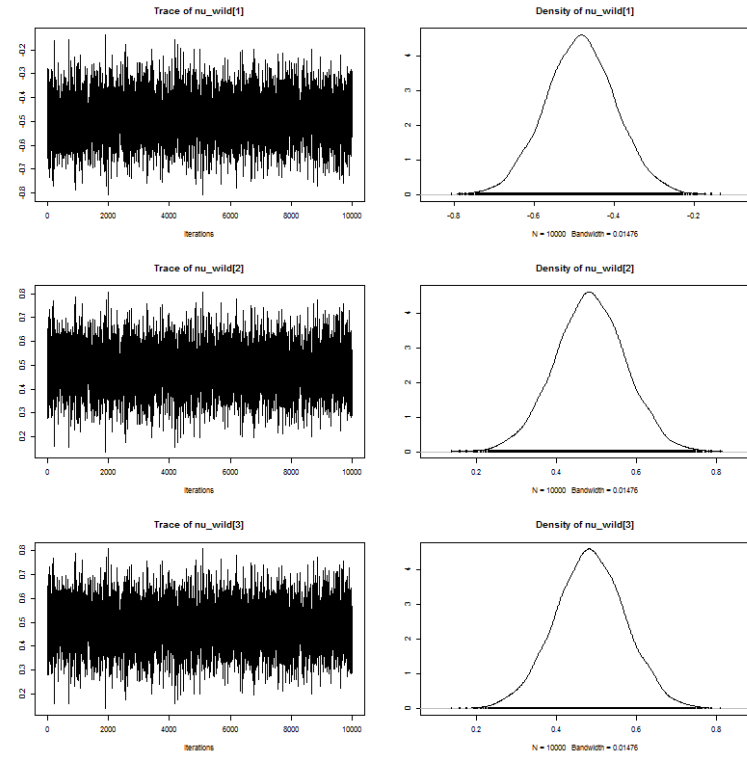 Trace of nu_wild[1]
-0.2
-0.3
-0.4
-0.5
-0.6
-0.7
-0.8
0 2000 4000 6000 8000 10000
Iterations
Density of nu_wild[1]
4
3
2
1
0
-0.8 -0.6 -0.4 -0.2
N = 10000 Bandwidth = 0.01476
Trace of nu_wild[2]
0.8
0.7
0.6
0.5
0.4
0.3
0.2
0 2000 4000 6000 8000 10000
Iterations
Density of nu_wild[2]
4
3
2
1
0
0.2 0.4 0.6 0.8
N = 10000 Bandwidth = 0.01476
Trace of nu_wild[3]
0.8
0.7
0.6
0.5
0.4
0.3
0.2
0 2000 4000 6000 8000 10000
Iterations
Density of nu_wild[3]
4
3
2
1
0
0.2 0.4 0.6 0.8
N = 10000 Bandwidth = 0.01476